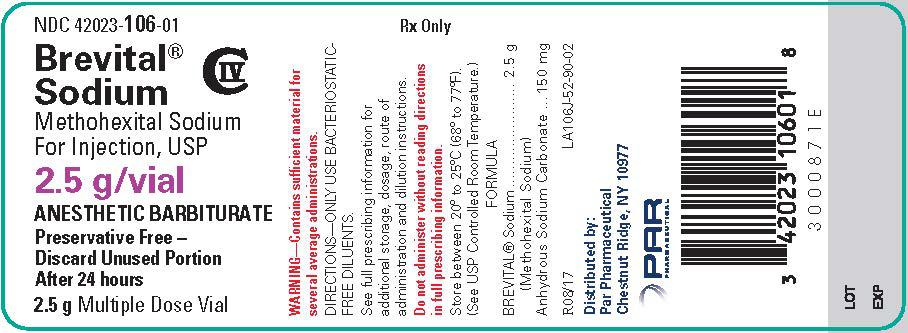 NDC 42023-106-01
Brevital®
Sodium
CIV
Methohexital Sodium
For Injection, USP
2.5 g/vial
ANESTHETIC BARBITURATE
Preservative Free –
Discard Unused Portion
After 24 hours
2.5 g Multiple Dose Vial
Rx Only
WARNING—Contains sufficient material for
several average administrations.
DIRECTIONS—ONLY USE BACTERIOSTATIC-
FREE DILUENTS.
See full prescribing information for
additional storage, dosage, route of
administration and dilution instructions.
Do not administer without reading directions
in full prescribing information.
Store between 20º to 25ºC (68º to 77ºF).
(See USP Controlled Room Temperature.)
FORMULA
BREVITAL® Sodium............... 2.5 g
(Methohexital Sodium)
Anhydrous Sodium Carbonate ...150 mg
R08/17 LA106J-52-90-02
Distributed by:
Par Pharmaceutical
Chestnut Ridge, NY 10977
PAR
PHARMACEUTICAL
3 42023 10601 8
3000871E
LOT
EXP